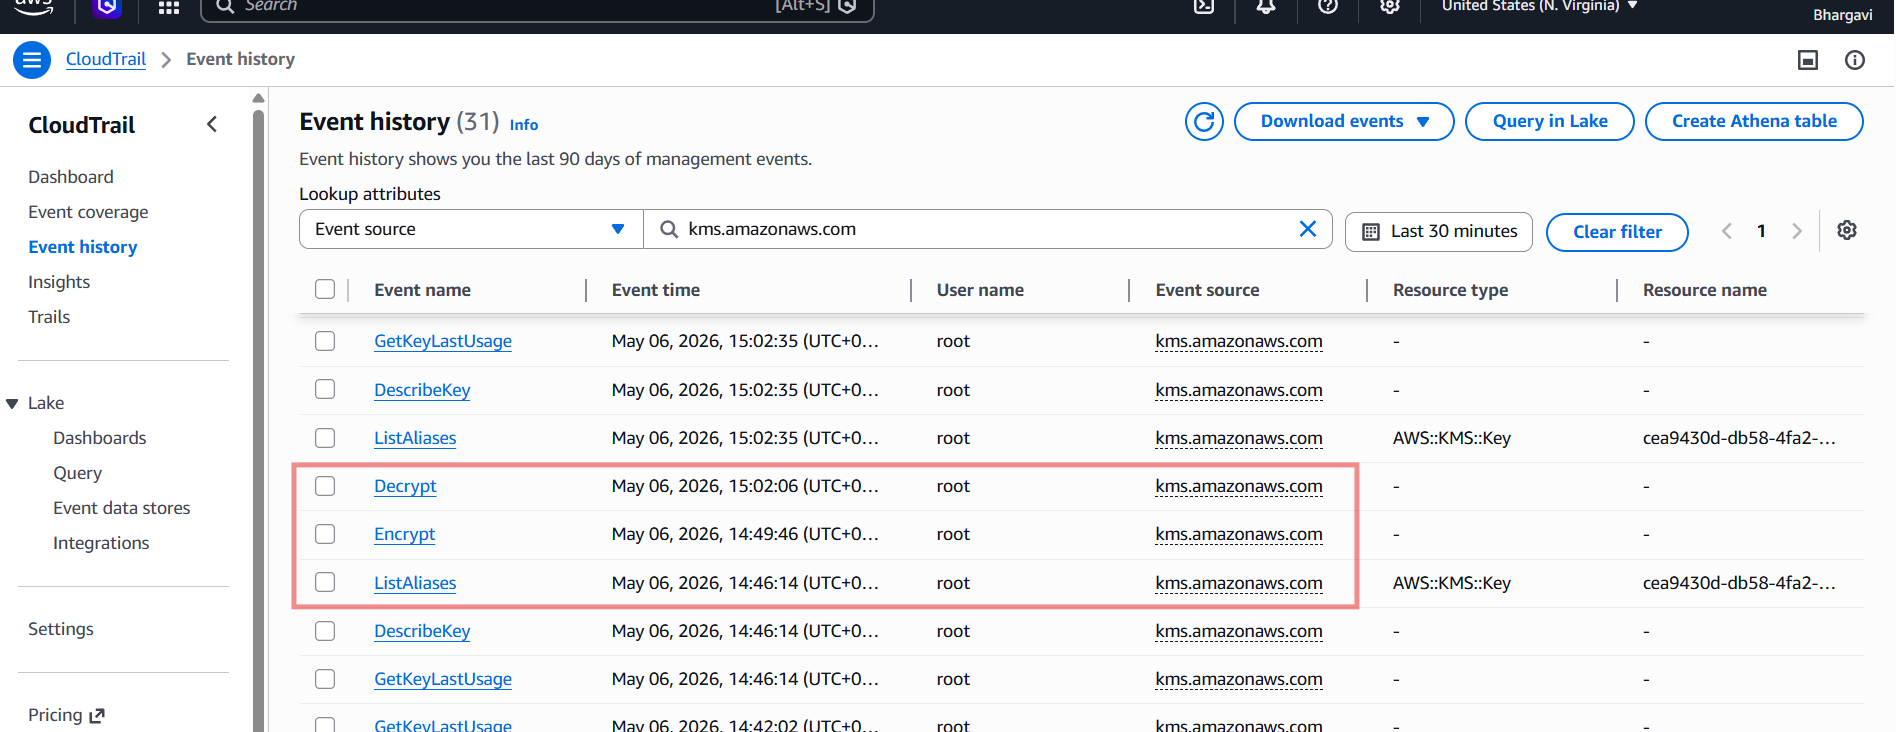 aws
Search
[Alt+S]
United States (N. Virginia)
Bhargavi
CloudTrail
Event history
CloudTrail
Dashboard
Event coverage
Event history
Insights
Trails
Lake
Dashboards
Query
Event data stores
Integrations
Settings
Pricing
Event history (31) Info
Download events
Query in Lake
Create Athena table
Event history shows you the last 90 days of management events.
Lookup attributes
Event source
kms.amazonaws.com
Last 30 minutes
Clear filter
1
Event name Event time User name Event source Resource type Resource name
GetKeyLastUsage May 06, 2026, 15:02:35 (UTC+0… root kms.amazonaws.com - -
DescribeKey May 06, 2026, 15:02:35 (UTC+0… root kms.amazonaws.com - -
ListAliases May 06, 2026, 15:02:35 (UTC+0… root kms.amazonaws.com AWS::KMS::Key cea9430d-db58-4fa2-…
Decrypt May 06, 2026, 15:02:06 (UTC+0… root kms.amazonaws.com - -
Encrypt May 06, 2026, 14:49:46 (UTC+0… root kms.amazonaws.com - -
ListAliases May 06, 2026, 14:46:14 (UTC+0… root kms.amazonaws.com AWS::KMS::Key cea9430d-db58-4fa2-…
DescribeKey May 06, 2026, 14:46:14 (UTC+0… root kms.amazonaws.com - -
GetKeyLastUsage May 06, 2026, 14:46:14 (UTC+0… root kms.amazonaws.com - -
GetKeyLastUsage May 06, 2026, 14:42:02 (UTC+0… root kms.amazonaws.com - -